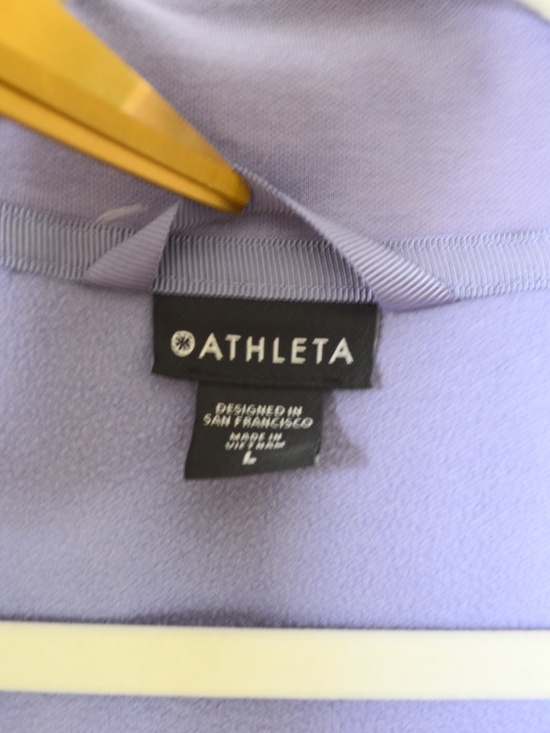 ATHLETA
DESIGNED IN
SAN FRANCISCO
MADE IN
VIETNAM
L